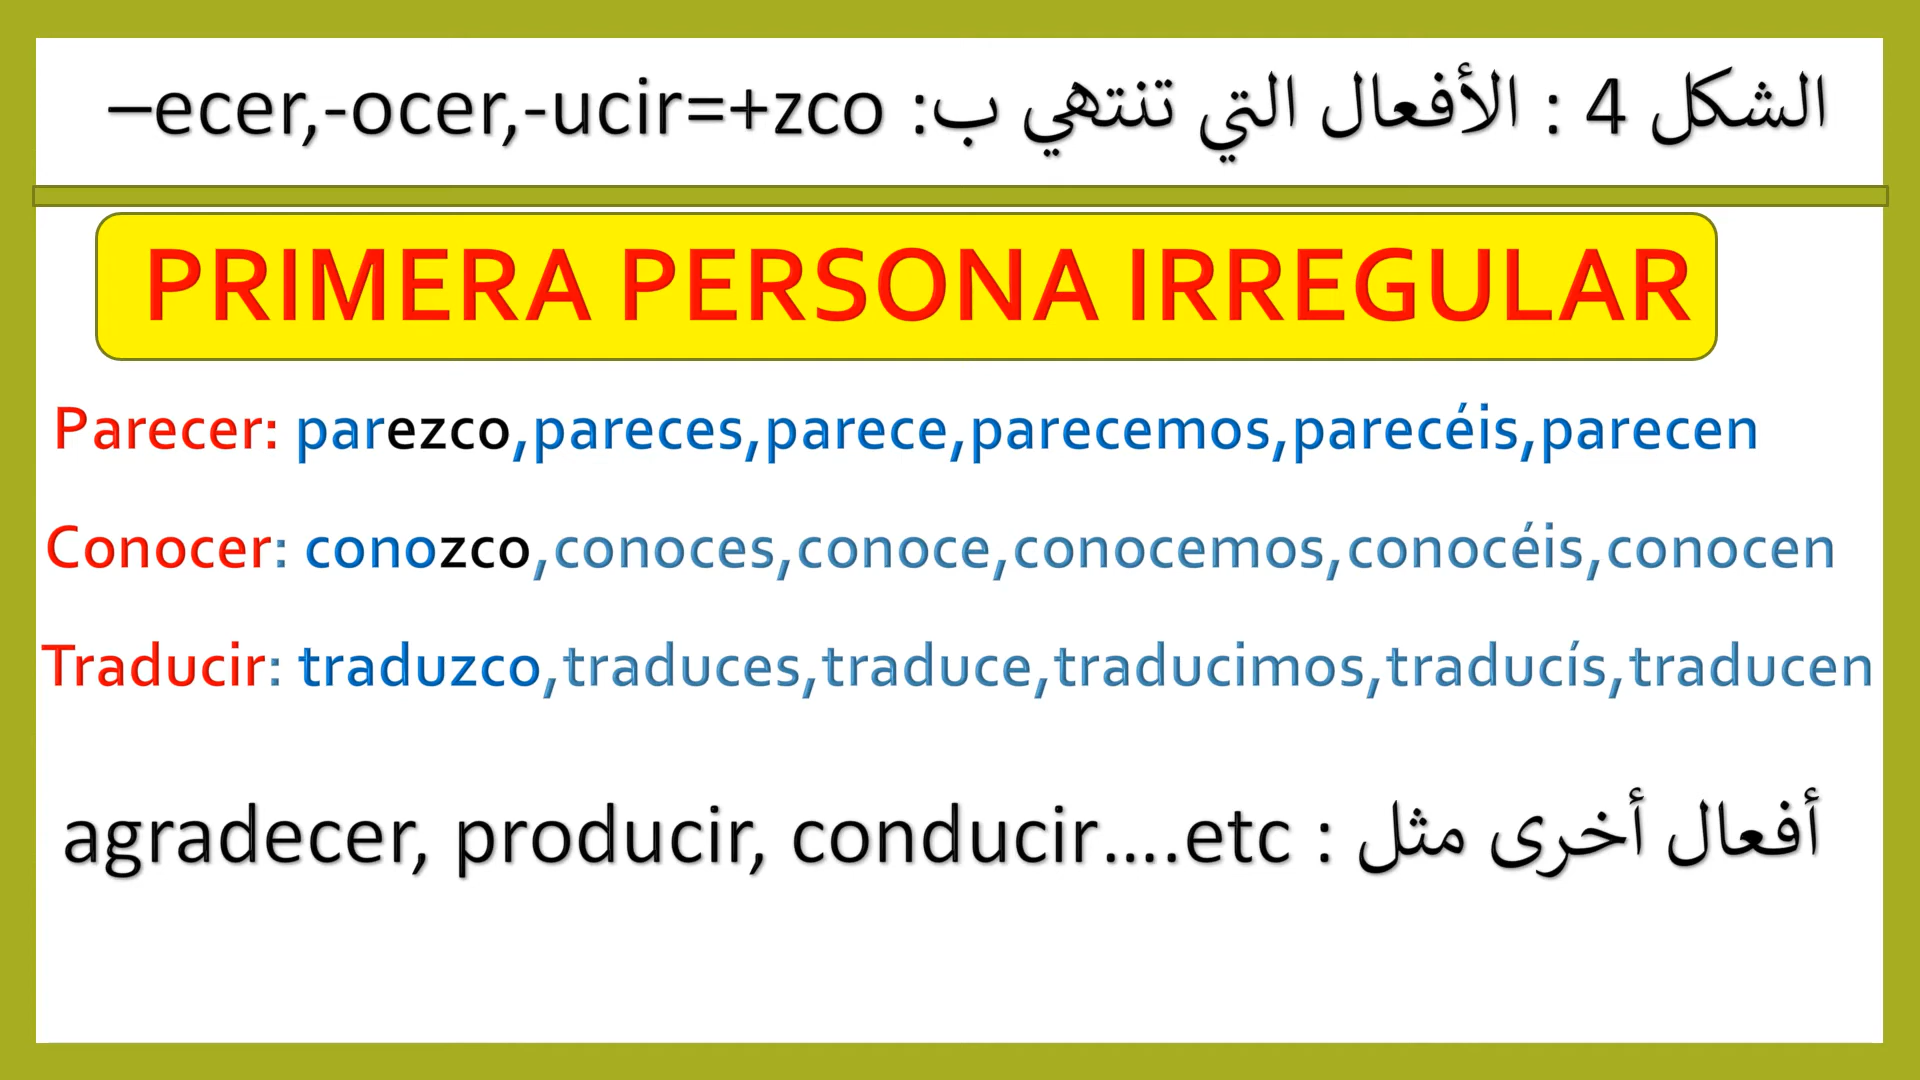 الشكل 4 : الأفعال التي تنتهي ب: –ecer,-ocer,-ucir=+zco
PRIMERA PERSONA IRREGULAR
Parecer: parezco,pareces,parece,parecemos,parecéis,parecen
Conocer: conozco,conoces,conoce,conocemos,conocéis,conocen
Traducir: traduzco,traduces,traduce,traducimos,traducís,traducen
أفعال أخرى مثل : agradecer, producir, conducir....etc